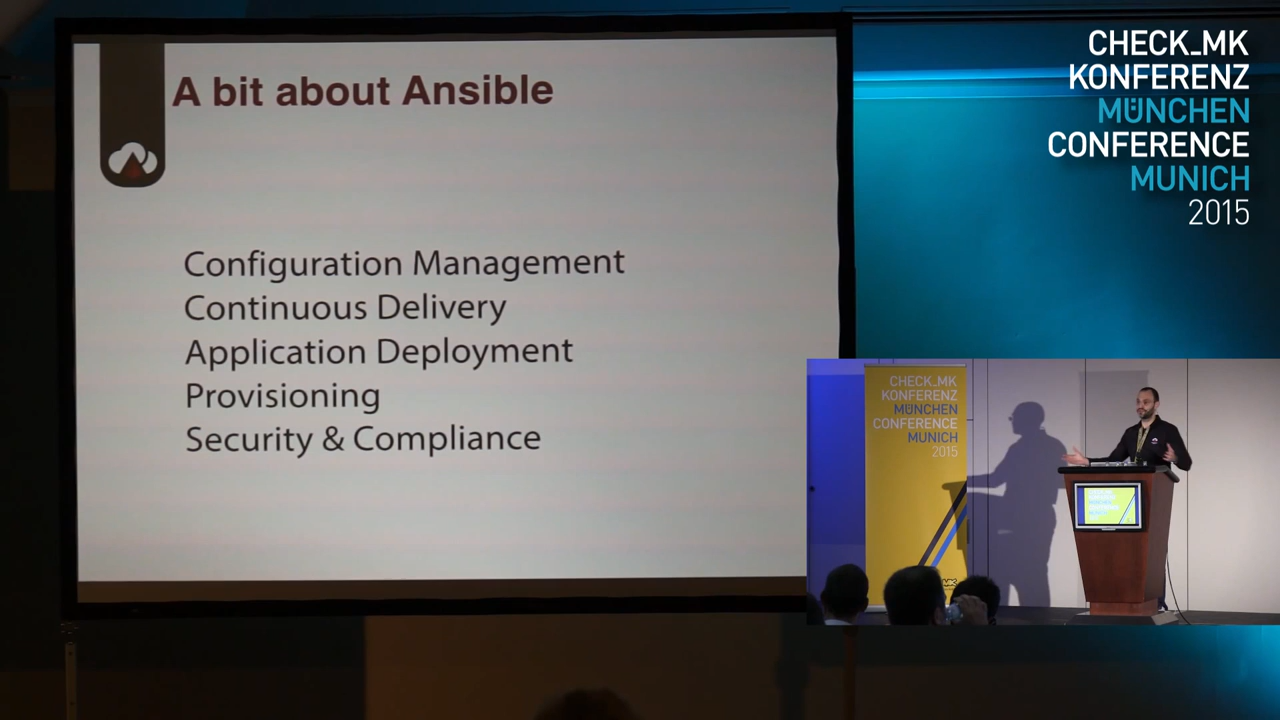 A bit about Ansible
Configuration Management
Continuous Delivery
Application Deployment
Provisioning
Security & Compliance
CHECK_MK
KONFERENZ
MÜNCHEN
CONFERENCE
MUNICH
2015
CHECK_MK
KONFERENZ
MÜNCHEN
CONFERENCE
MUNICH
2015